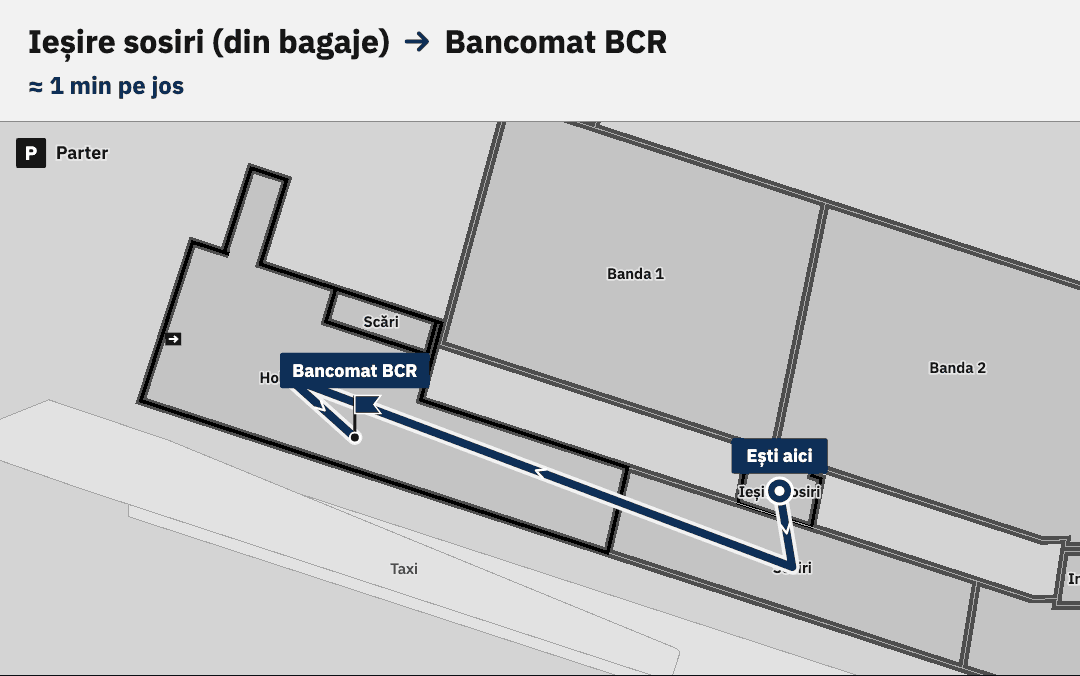 Ieșire sosiri (din bagaje) → Bancomat BCR
≈ 1 min pe jos
P Parter
Banda 1
Scări
Banda 2
Bancomat BCR
Ești aici
Taxi